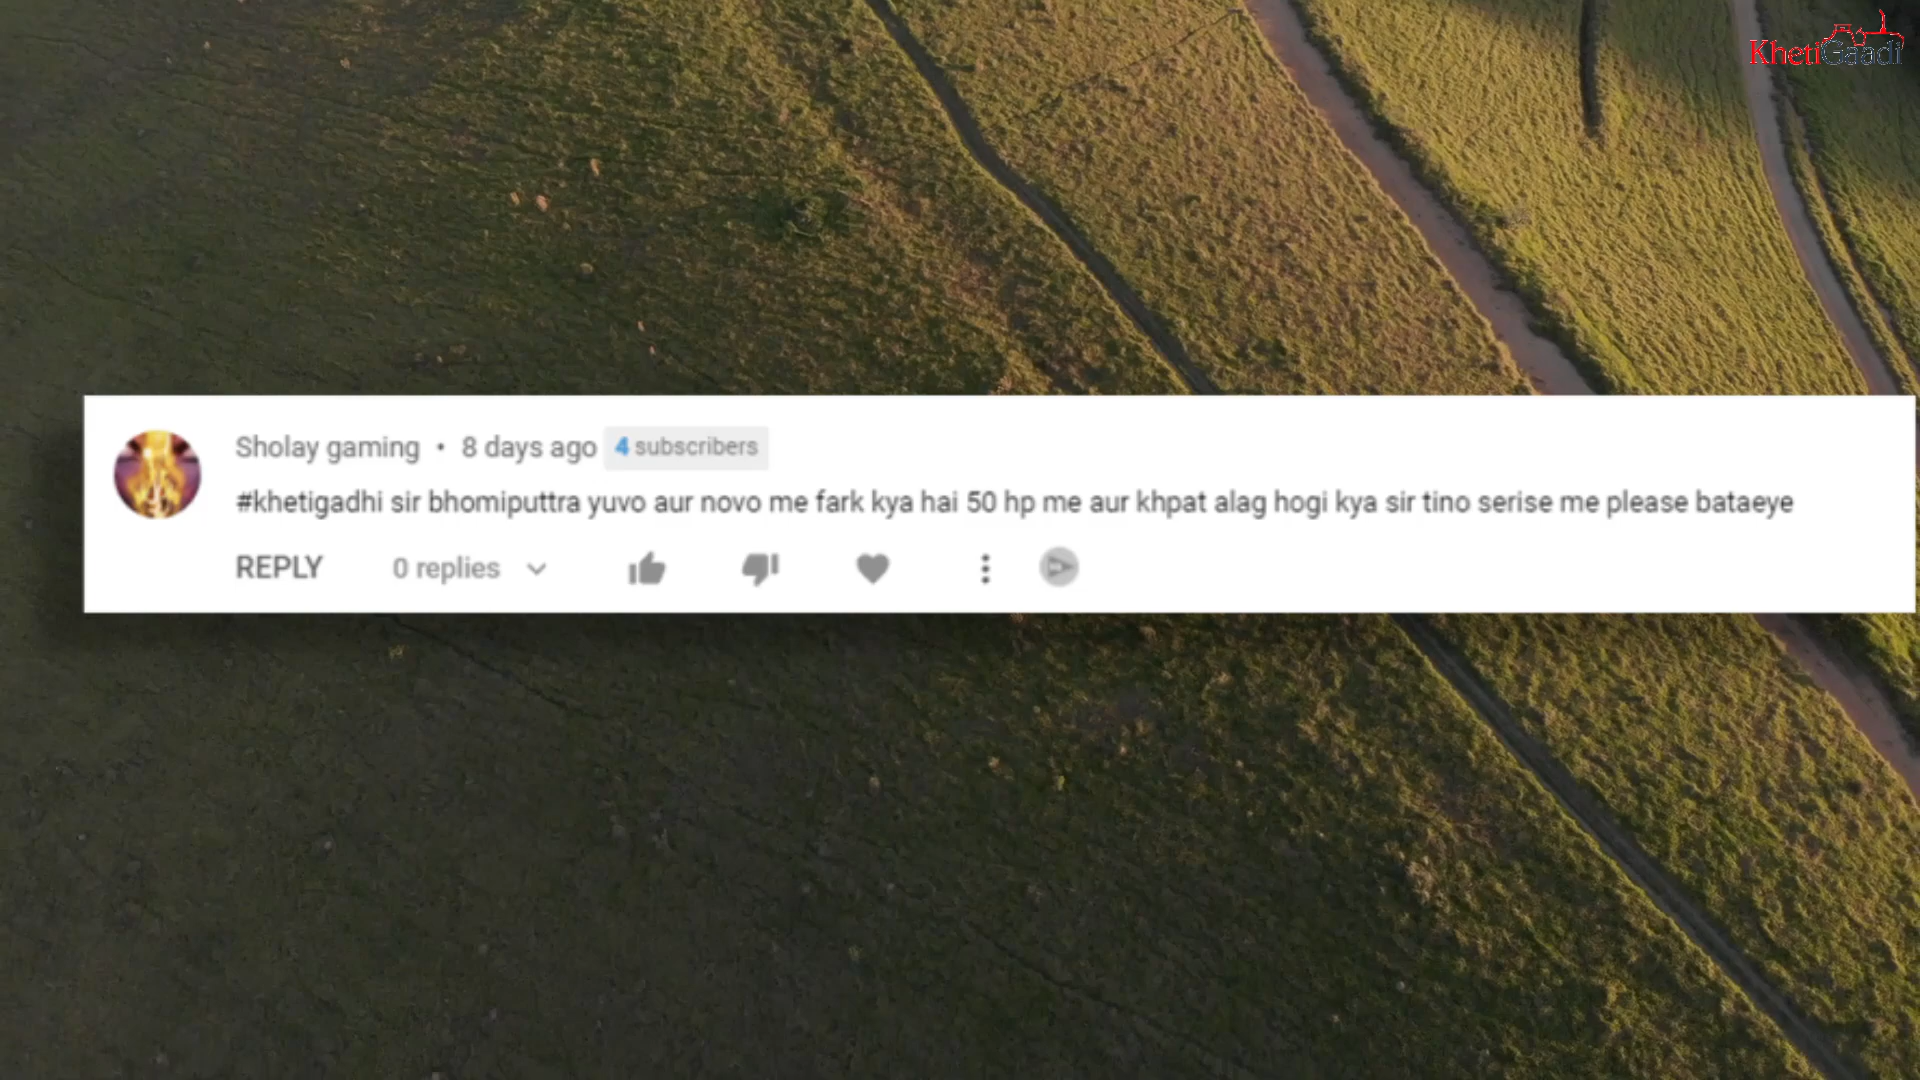 KhetiGaadi
Sholay gaming • 8 days ago 4 subscribers
#khetigadhi sir bhomiputtra yuvo aur novo me fark kya hai 50 hp me aur khpat alag hogi kya sir tino serise me please bataeye
REPLY 0 replies